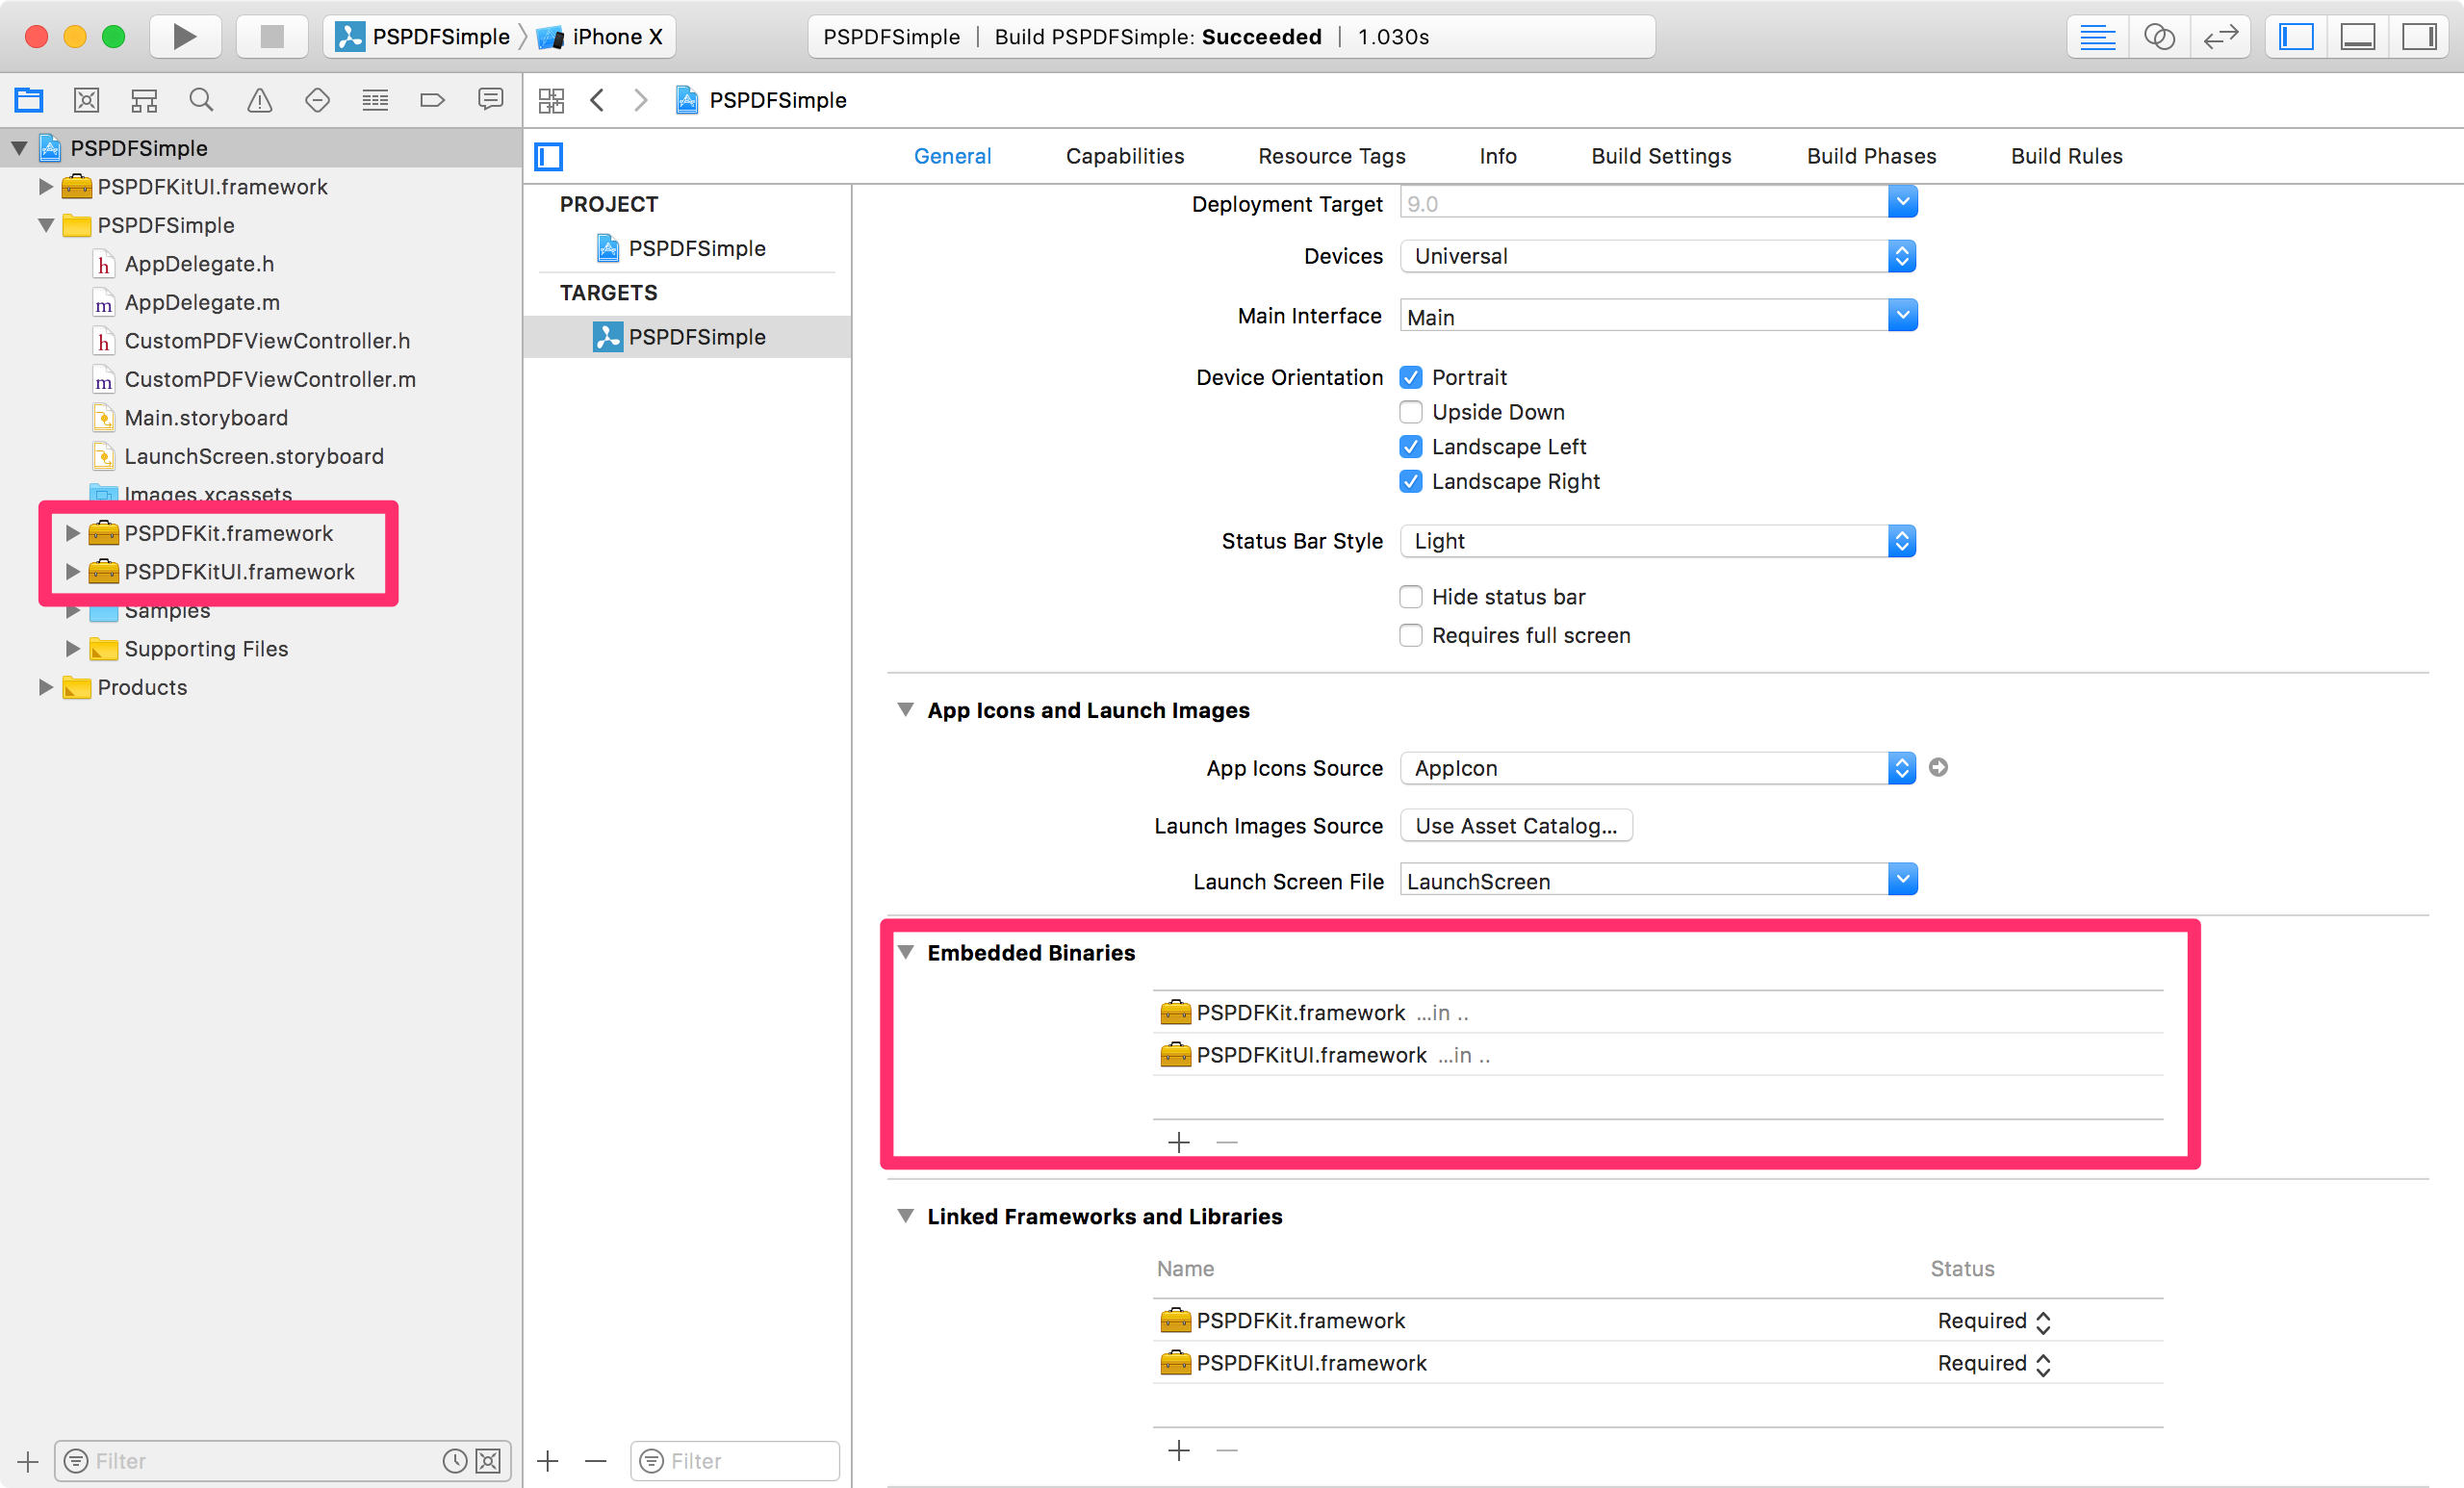 PSPDFSimple iPhone X
PSPDFSimple | Build PSPDFSimple: Succeeded | 1.030s
PSPDFSimple
PSPDFSimple
PSPDFKitUI.framework
PSPDFSimple
h AppDelegate.h
m AppDelegate.m
h CustomPDFViewController.h
m CustomPDFViewController.m
Main.storyboard
LaunchScreen.storyboard
Images.xcassets
PSPDFKit.framework
PSPDFKitUI.framework
Samples
Supporting Files
Products
Filter
General Capabilities Resource Tags Info Build Settings Build Phases Build Rules
PROJECT
PSPDFSimple
TARGETS
PSPDFSimple
Filter
Deployment Target 9.0
Devices Universal
Main Interface Main
Device Orientation Portrait
Upside Down
Landscape Left
Landscape Right
Status Bar Style Light
Hide status bar
Requires full screen
App Icons and Launch Images
App Icons Source AppIcon
Launch Images Source Use Asset Catalog...
Launch Screen File LaunchScreen
Embedded Binaries
PSPDFKit.framework ...in ..
PSPDFKitUI.framework ...in ..
Linked Frameworks and Libraries
Name Status
PSPDFKit.framework Required
PSPDFKitUI.framework Required